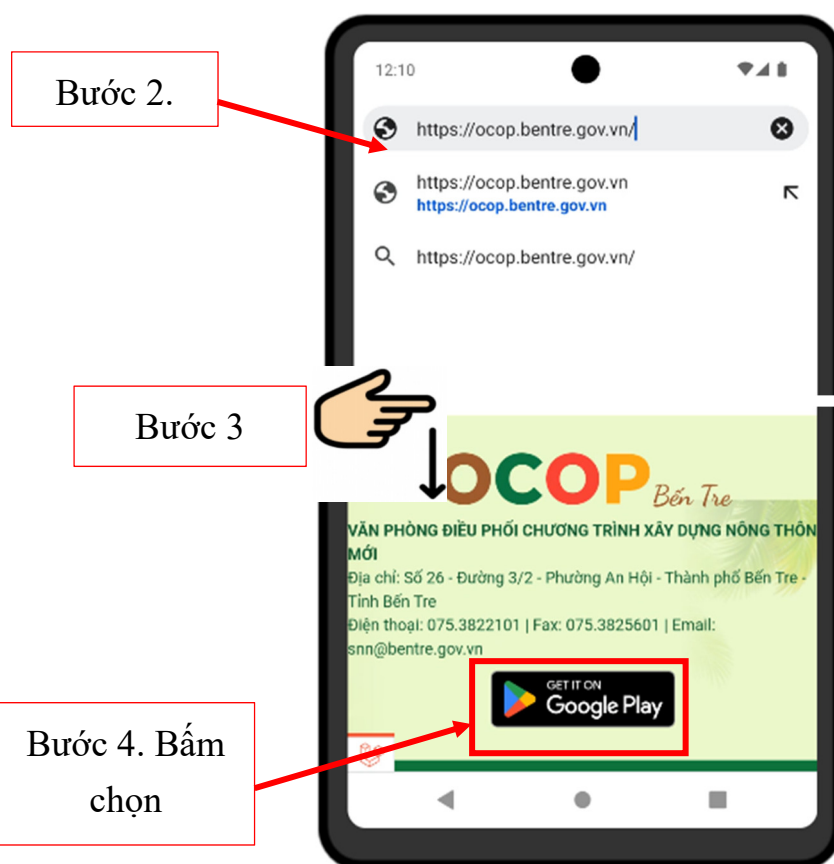 Bước 2.
12:10
https://ocop.bentre.gov.vn/
https://ocop.bentre.gov.vn
https://ocop.bentre.gov.vn
https://ocop.bentre.gov.vn/
Bước 3
OCOP
Bến Tre
VĂN PHÒNG ĐIỀU PHỐI CHƯƠNG TRÌNH XÂY DỰNG NÔNG THÔN
MỚI
Địa chỉ: Số 26 - Đường 3/2 - Phường An Hội - Thành phố Bến Tre -
Tỉnh Bến Tre
Điện thoại: 075.3822101 | Fax: 075.3825601 | Email:
snn@bentre.gov.vn
GET IT ON
Google Play
Bước 4. Bấm
chọn